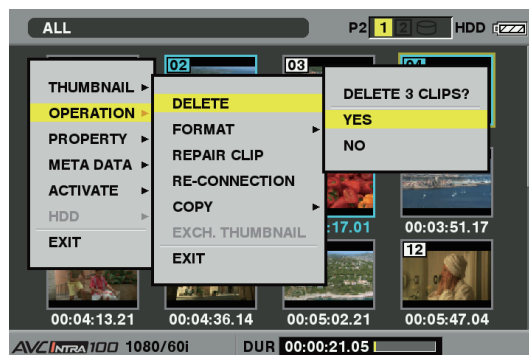 ALL P2 1 2 HDD
02 03 04
THUMBNAIL
OPERATION
PROPERTY
META DATA
ACTIVATE
HDD
EXIT
DELETE
FORMAT
REPAIR CLIP
RE-CONNECTION
COPY
EXCH. THUMBNAIL
EXIT
DELETE 3 CLIPS?
YES
NO
:17.01 00:03:51.17
12
00:04:13.21 00:04:36.14 00:05:02.21 00:05:47.04
AVC INTRA 100 1080/60i DUR 00:00:21.05